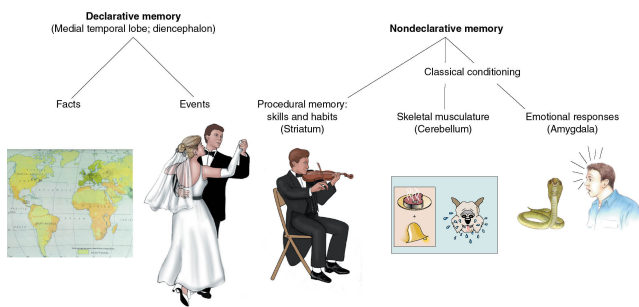 Declarative memory
(Medial temporal lobe; diencephalon)
Nondeclarative memory
Classical conditioning
Facts
Events
Procedural memory:
skills and habits
(Striatum)
Skeletal musculature
(Cerebellum)
Emotional responses
(Amygdala)
+